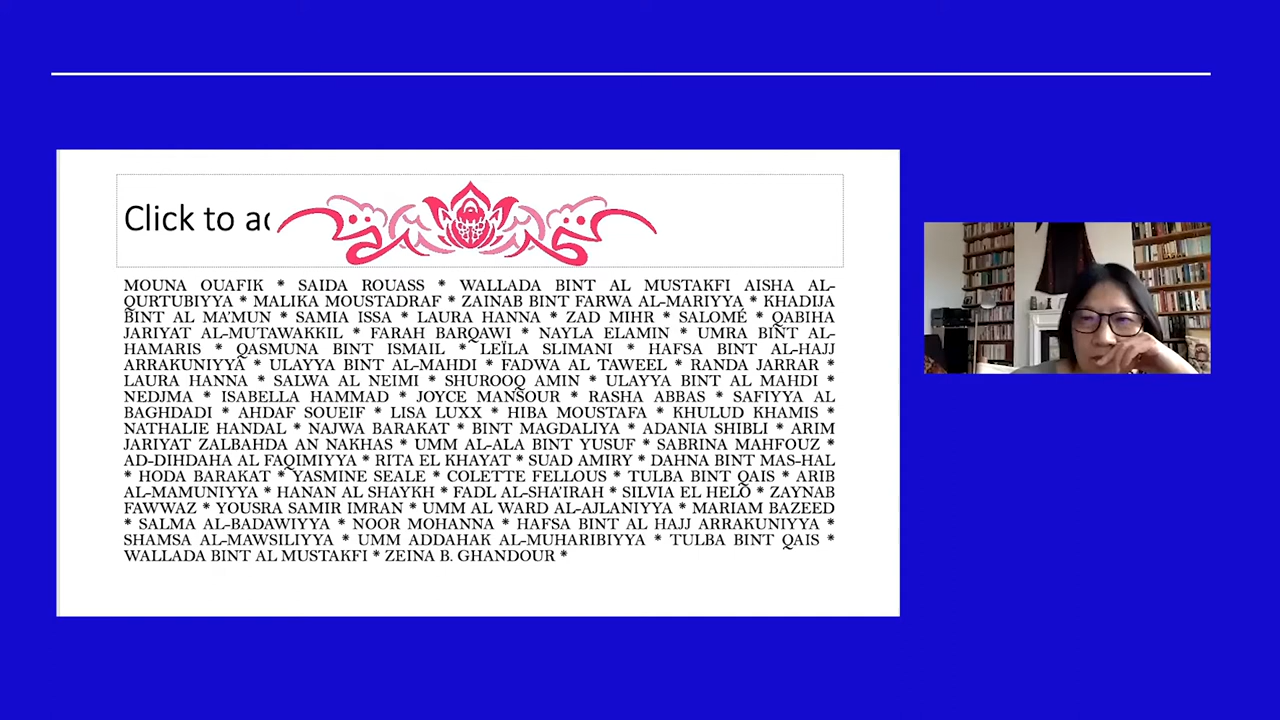 Click to ac
MOUNA OUAFIK * SAIDA ROUASS * WALLADA BINT AL MUSTAKFI AISHA AL-
QURTUBIYYA * MALIKA MOUSTADRAF * ZAINAB BINT FARWA AL-MARIYYA * KHADIJA
BINT AL MA'MUN * SAMIA ISSA * LAURA HANNA * ZAD MIHR * SALOMÉ * QABIHA
JARIYAT AL-MUTAWAKKIL * FARAH BARQAWI * NAYLA ELAMIN * UMRA BINT AL-
HAMARIS * QASMUNA BINT ISMAIL * LEÏLA SLIMANI * HAFSA BINT AL-HAJJ
ARRAKUNIYYA * ULAYYA BINT AL-MAHDI * FADWA AL TAWEEL * RANDA JARRAR *
LAURA HANNA * SALWA AL NEIMI * SHUROOQ AMIN * ULAYYA BINT AL MAHDI *
NEDJMA * ISABELLA HAMMAD * JOYCE MANSOUR * RASHA ABBAS * SAFIYYA AL
BAGHDADI * AHDAF SOUEIF * LISA LUXX * HIBA MOUSTAFA * KHULUD KHAMIS *
NATHALIE HANDAL * NAJWA BARAKAT * BINT MAGDALIYA * ADANIA SHIBLI * ARIM
JARIYAT ZALBAHDA AN NAKHAS * UMM AL-ALA BINT YUSUF * SABRINA MAHFOUZ *
AD-DIHDAHA AL FAQIMIYYA * RITA EL KHAYAT * SUAD AMIRY * DAHNA BINT MAS-HAL
* HODA BARAKAT * YASMINE SEALE * COLETTE FELLOUS * TULBA BINT QAIS * ARIB
AL-MAMUNIYYA * HANAN AL SHAYKH * FADL AL-SHA'IRAH * SILVIA EL HELO * ZAYNAB
FAWWAZ * YOUSRA SAMIR IMRAN * UMM AL WARD AL-AJLANIYYA * MARIAM BAZEED
* SALMA AL-BADAWIYYA * NOOR MOHANNA * HAFSA BINT AL HAJJ ARRAKUNIYYA *
SHAMSA AL-MAWSILIYYA * UMM ADDAHAK AL-MUHARIBIYYA * TULBA BINT QAIS *
WALLADA BINT AL MUSTAKFI * ZEINA B. GHANDOUR *